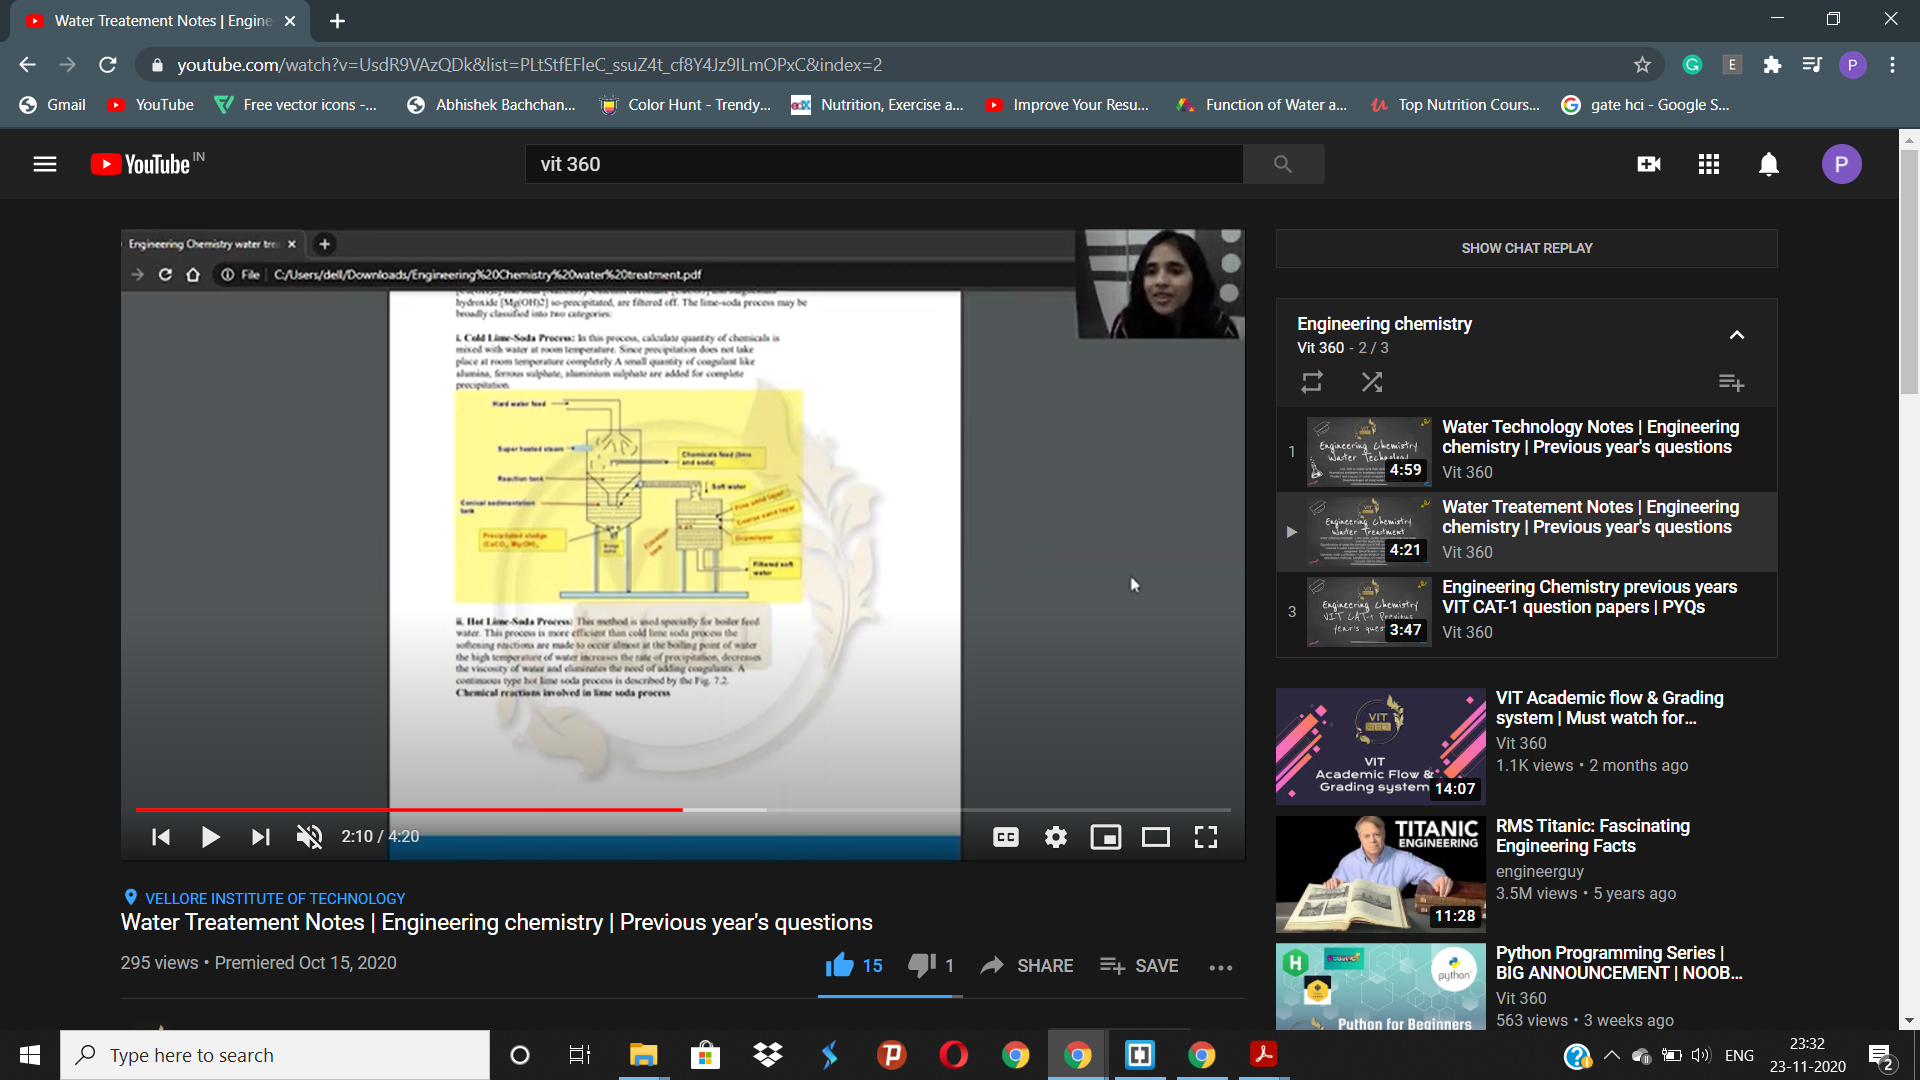 Water Treatement Notes | Engine
youtube.com/watch?v=UsdR9VAzQDk&list=PLtStfEFleC_ssuZ4t_cf8Y4Jz9ILmOPxC&index=2
Gmail
YouTube
Free vector icons -...
Abhishek Bachchan...
Color Hunt - Trendy...
Nutrition, Exercise a...
Improve Your Resu...
Function of Water a...
Top Nutrition Cours...
gate hci - Google S...
YouTube IN
vit 360
P
Engineering Chemistry water tre
File | C:/Users/dell/Downloads/Engineering%20Chemistry%20water%20treatment.pdf
hydroxide [Mg(OH)2] so-precipitated, are filtered off. The lime-soda process may be
broadly classified into two categories:
i. Cold Lime-Soda Process: In this process, calculate quantity of chemicals is
mixed with water at room temperature. Since precipitation does not take
place at room temperature completely A small quantity of coagulant like
alumina, ferrous sulphate, aluminium sulphate are added for complete
precipitation.
Hard water feed
Super heated steam
Chemicals feed (lime
and soda)
Reaction tank
Soft water
Conical sedimentation
tank
Fine sand layer
Coarse sand layer
Precipitated sludge
(CaCO3, Mg(OH)2
Gravel layer
Filtration
tank
Filtered soft
water
ii. Hot Lime-Soda Process: This method is used specially for boiler feed
water. This process is more efficient than cold lime soda process the
softening reactions are made to occur almost at the boiling point of water
the high temperature of water increases the rate of precipitation, decreases
the viscosity of water and eliminates the need of adding coagulants. A
continuous type hot lime soda process is described by the Fig. 7.2.
Chemical reactions involved in lime soda process
2:10 / 4:20
CC
VELLORE INSTITUTE OF TECHNOLOGY
Water Treatement Notes | Engineering chemistry | Previous year's questions
295 views • Premiered Oct 15, 2020
15
1
SHARE
SAVE
SHOW CHAT REPLAY
Engineering chemistry
Vit 360 - 2 / 3
1
Engineering Chemistry
Water Technology
4:59
Water Technology Notes | Engineering
chemistry | Previous year's questions
Vit 360
Engineering Chemistry
Water Treatment
4:21
Water Treatement Notes | Engineering
chemistry | Previous year's questions
Vit 360
3
Engineering Chemistry
VIT CAT-1 Previous
Year's ques
3:47
Engineering Chemistry previous years
VIT CAT-1 question papers | PYQs
Vit 360
VIT
VIT
Academic Flow &
Grading system
14:07
VIT Academic flow & Grading
system | Must watch for...
Vit 360
1.1K views • 2 months ago
TITANIC
ENGINEERING
11:28
RMS Titanic: Fascinating
Engineering Facts
engineerguy
3.5M views • 5 years ago
python
Python for Beginners
Python Programming Series |
BIG ANNOUNCEMENT | NOOB...
Vit 360
563 views • 3 weeks ago
Type here to search
ENG
23:32
23-11-2020
2